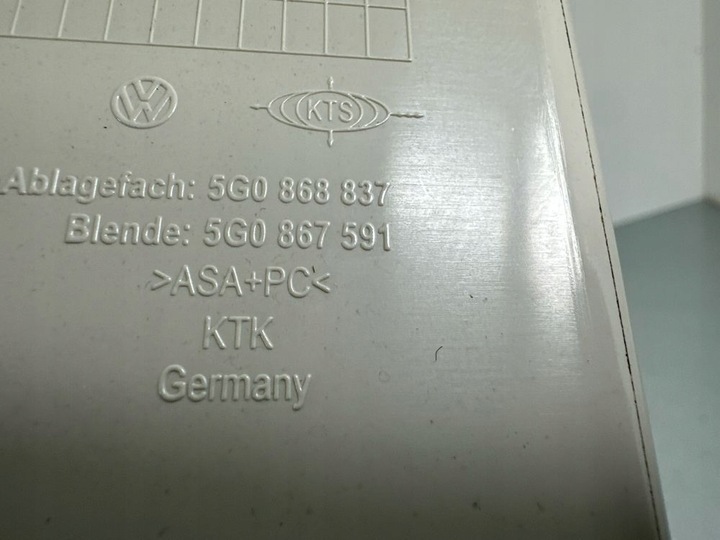 VW
KTS
Ablagefach: 5G0 868 837
Blende: 5G0 867 591
>ASA+PC<
KTK
Germany